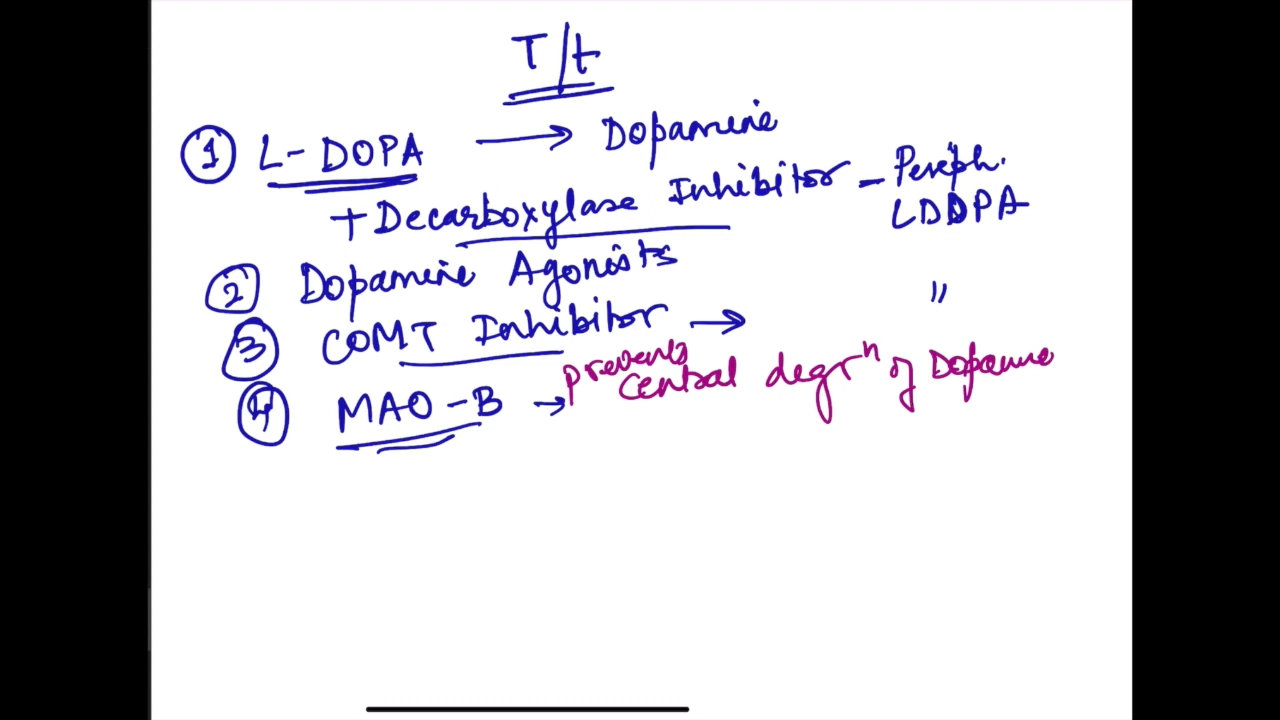 T/t
① L-DOPA → Dopamine
+ Decarboxylase Inhibitor - Periph.
LDOPA
② Dopamine Agonists
③ COMT Inhibitor → "
④ MAO-B → prevents central degrⁿ of Dopamine